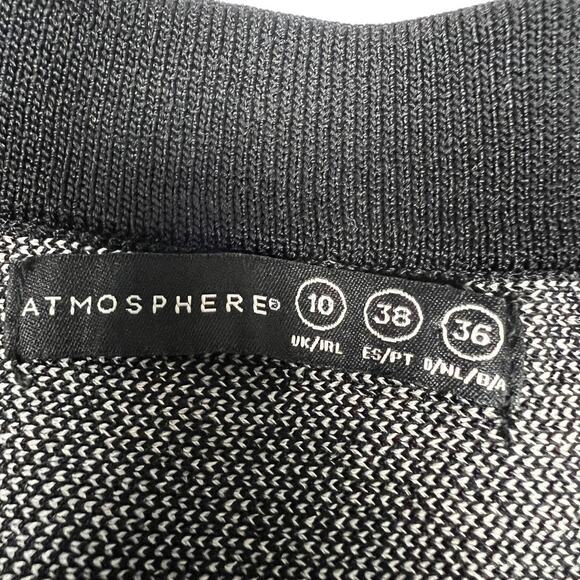 ATMOSPHERE® 10 38 36
UK/IRL ES/PT D/NL/B/A